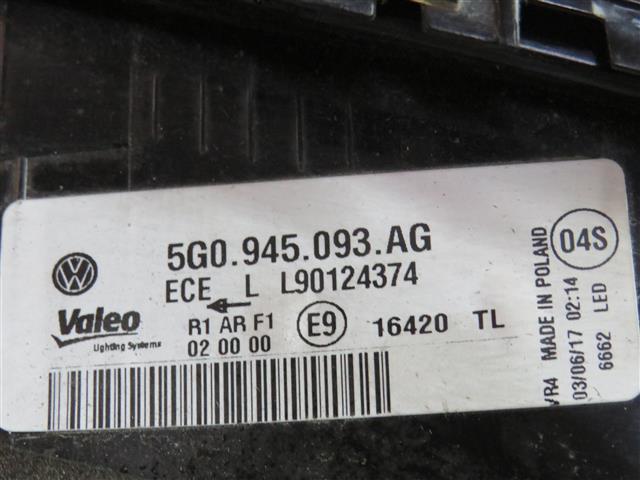 5G0.945.093.AG
ECE L L90124374
Valeo
Lighting Systems
R1 AR F1
02 00 00
E9
16420 TL
VR4 MADE IN POLAND
03/06/17 02:14
6662 LED
04S